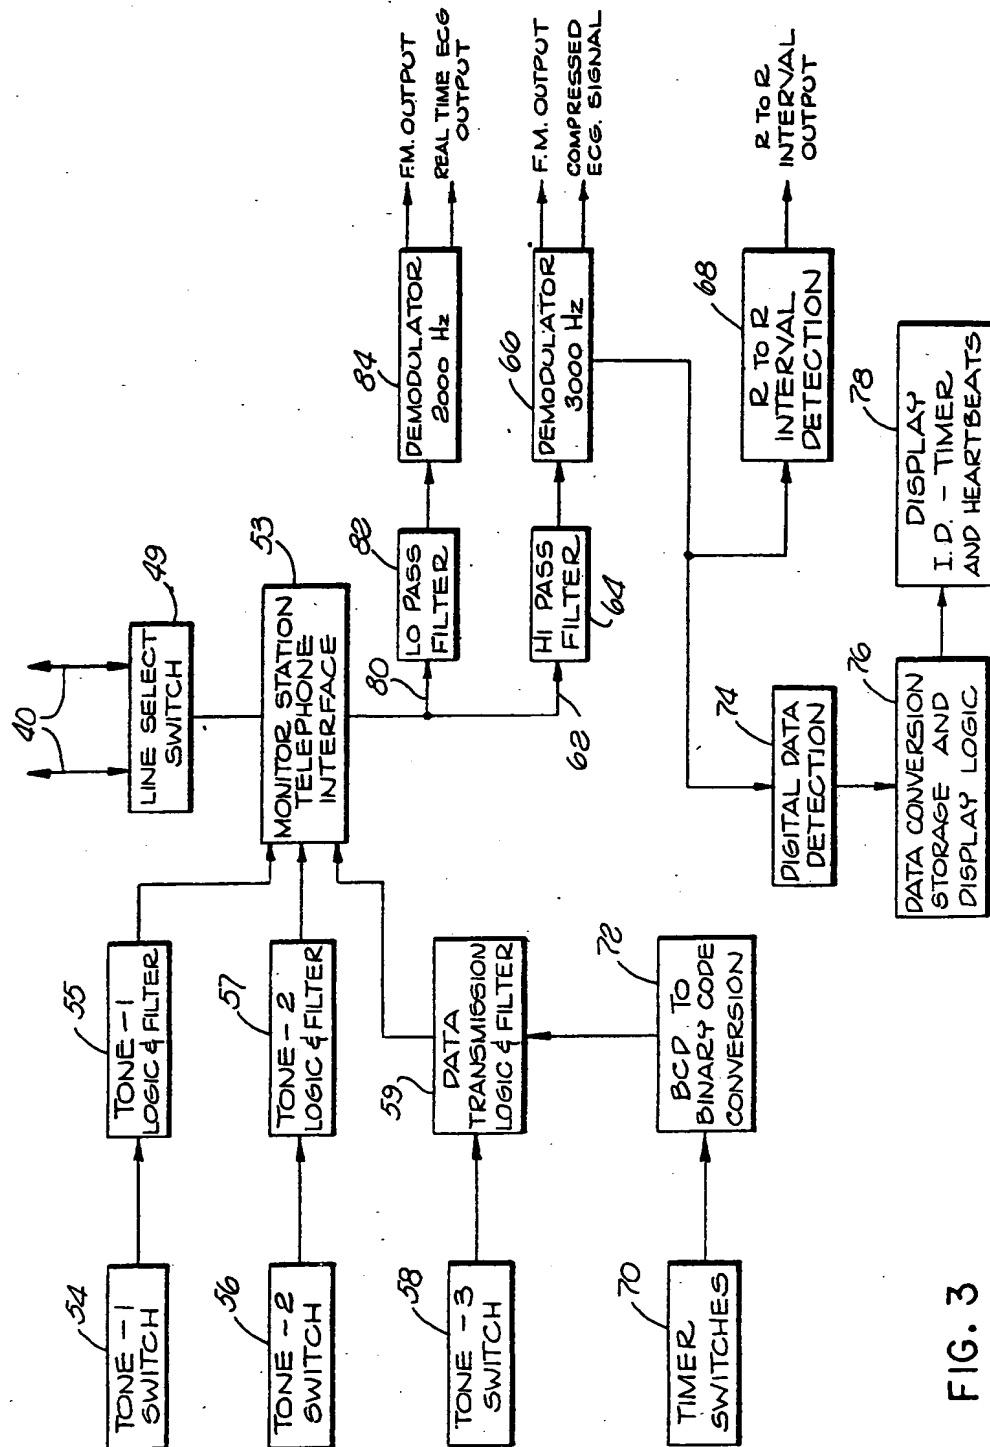 40
49
LINE SELECT
SWITCH
53
MONITOR STATION
TELEPHONE
INTERFACE
54
TONE-1
SWITCH
55
TONE-1
LOGIC & FILTER
56
TONE-2
SWITCH
57
TONE-2
LOGIC & FILTER
58
TONE-3
SWITCH
59
DATA
TRANSMISSION
LOGIC & FILTER
70
TIMER
SWITCHES
72
BCD TO
BINARY CODE
CONVERSION
80
82
LO PASS
FILTER
84
DEMODULATOR
2000 Hz
F.M. OUTPUT
REAL TIME ECG
OUTPUT
62
HI PASS
FILTER
64
66
DEMODULATOR
3000 Hz
F.M. OUTPUT
COMPRESSED
ECG. SIGNAL
68
R TO R
INTERVAL
DETECTION
R TO R
INTERVAL
OUTPUT
74
DIGITAL DATA
DETECTION
76
DATA CONVERSION
STORAGE AND
DISPLAY LOGIC
78
DISPLAY
I.D. - TIMER
AND HEARTBEATS
FIG. 3